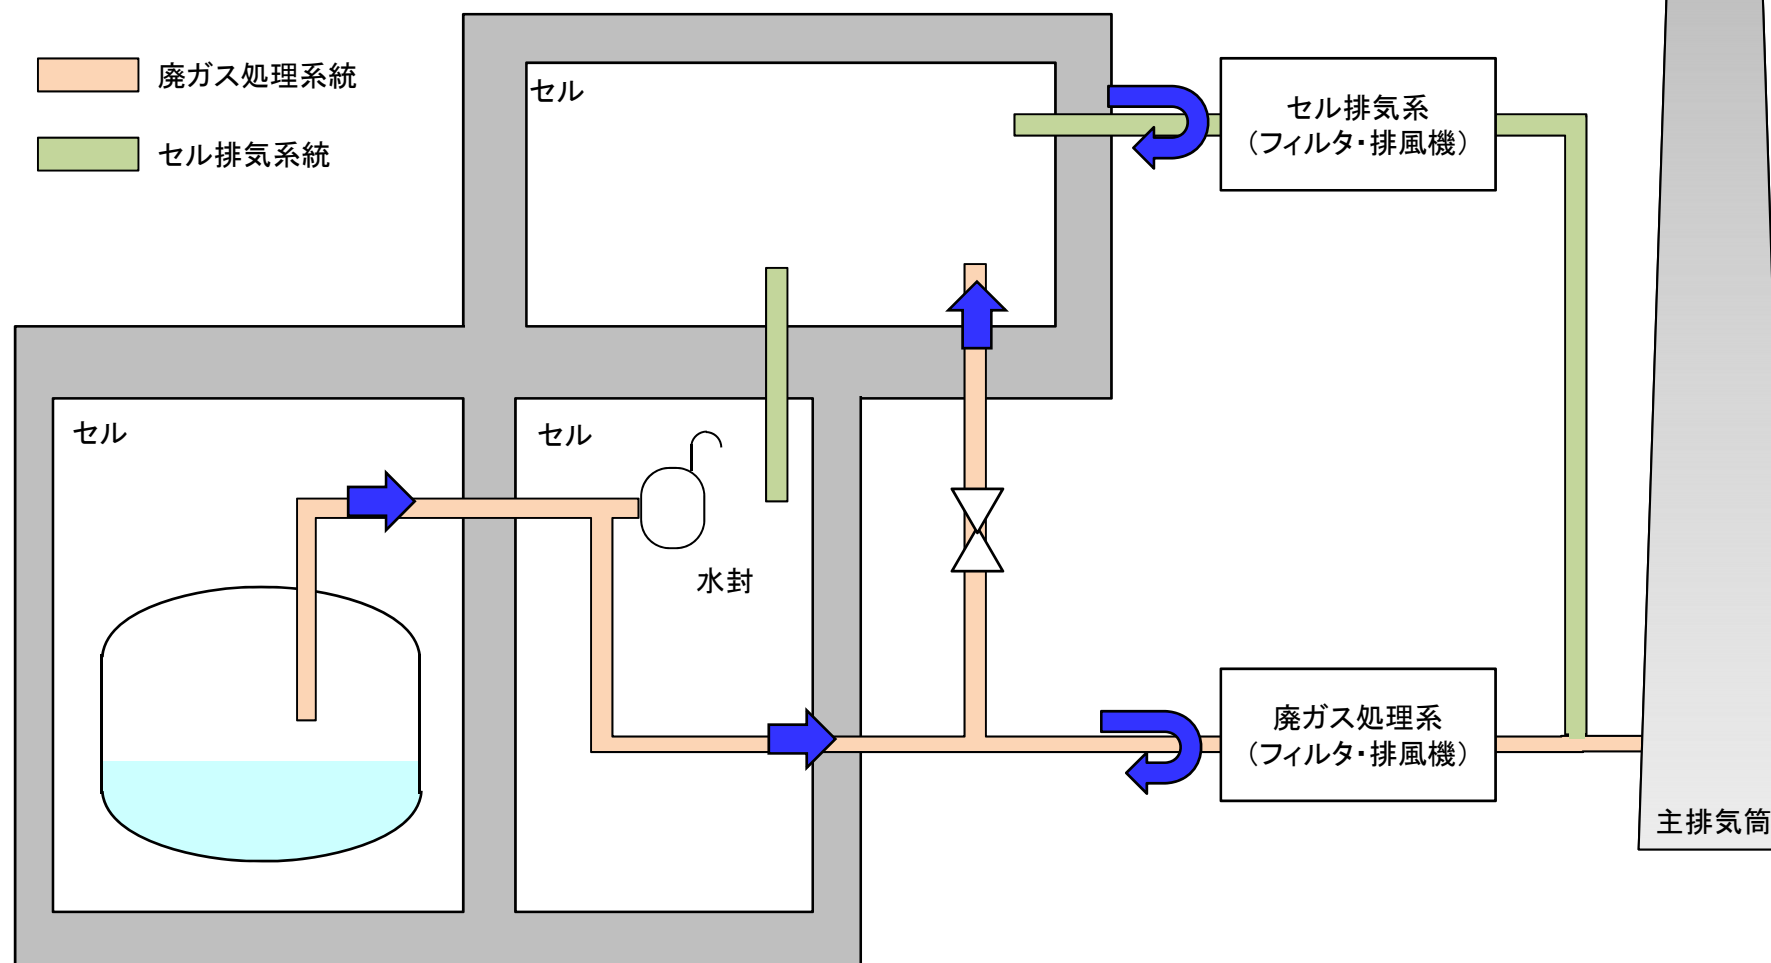 廃ガス処理系統
セル排気系統
セル
セル排気系
(フィルタ・排風機)
セル
セル
水封
廃ガス処理系
(フィルタ・排風機)
主排気筒